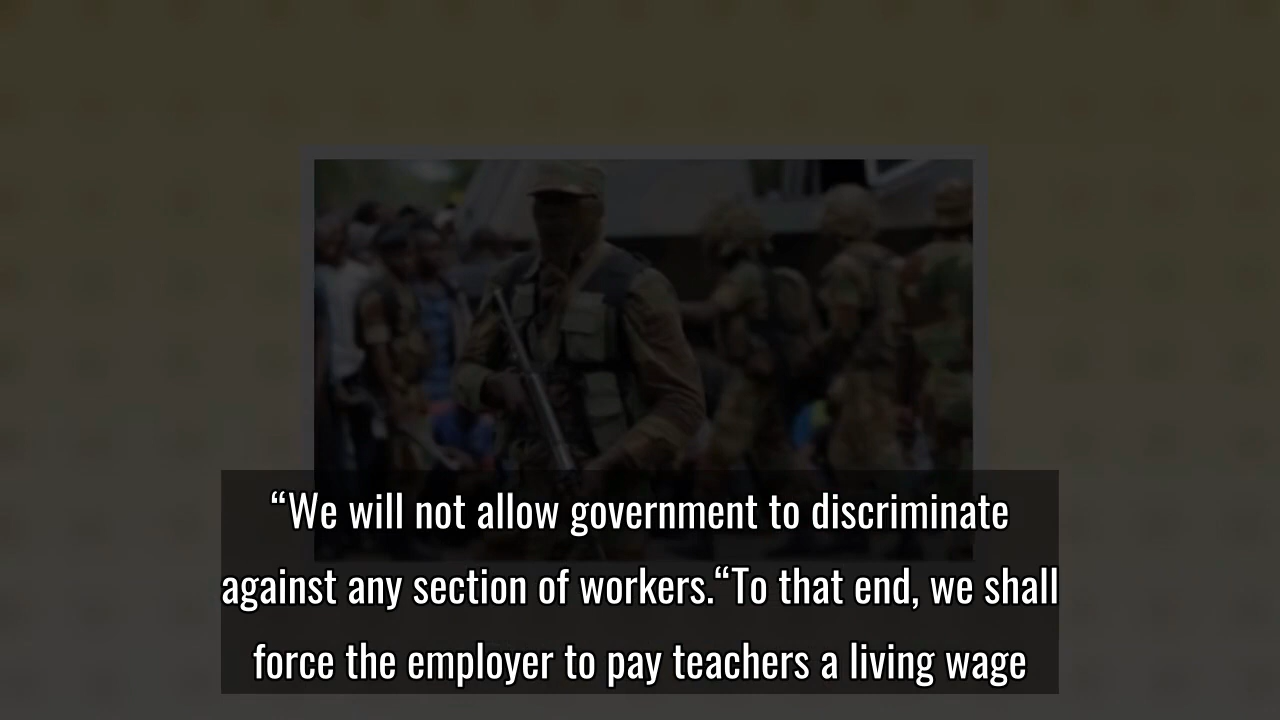 “We will not allow government to discriminate
against any section of workers.“To that end, we shall
force the employer to pay teachers a living wage